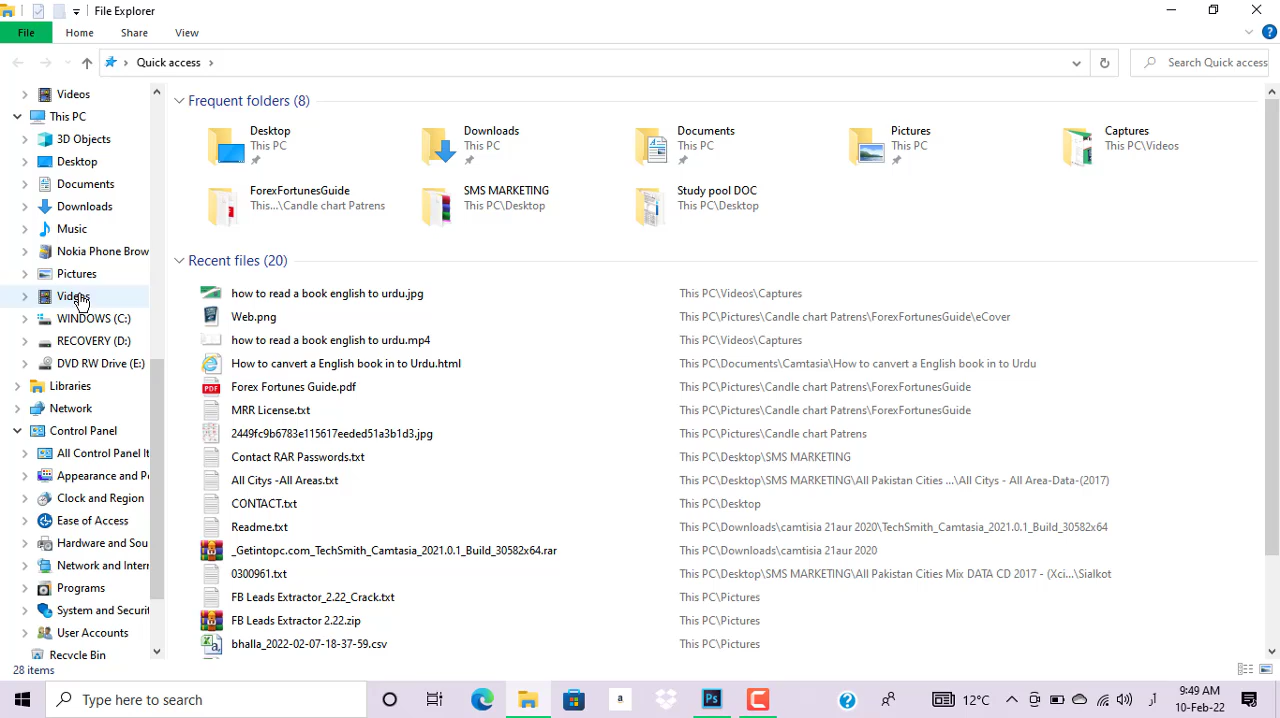 File Explorer
File Home Share View
Quick access
Search Quick access
Videos
This PC
3D Objects
Desktop
Documents
Downloads
Music
Nokia Phone Brow
Pictures
Videos
WINDOWS (C:)
RECOVERY (D:)
DVD RW Drive (E:)
Libraries
Network
Control Panel
All Control Panel It
Appearance and Pe
Clock and Region
Ease of Access
Hardware and Sou
Network and Intern
Programs
System and Securit
User Accounts
Recycle Bin
Frequent folders (8)
Desktop
This PC
Downloads
This PC
Documents
This PC
Pictures
This PC
Captures
This PC\Videos
ForexFortunesGuide
This...\Candle chart Patrens
SMS MARKETING
This PC\Desktop
Study pool DOC
This PC\Desktop
Recent files (20)
how to read a book english to urdu.jpg This PC\Videos\Captures
Web.png This PC\Pictures\Candle chart Patrens\ForexFortunesGuide\eCover
how to read a book english to urdu.mp4 This PC\Videos\Captures
How to canvert a English book in to Urdu.html This PC\Documents\Camtasia\How to canvert a English book in to Urdu
Forex Fortunes Guide.pdf This PC\Pictures\Candle chart Patrens\ForexFortunesGuide
MRR License.txt This PC\Pictures\Candle chart Patrens\ForexFortunesGuide
2449fc9b6783e115617eeded51a3b1d3.jpg This PC\Pictures\Candle chart Patrens
Contact RAR Passwords.txt This PC\Desktop\SMS MARKETING
All Citys -All Areas.txt This PC\Desktop\SMS MARKETING\All Pakistan Cities ...\All Citys - All Area-Data-(2017)
CONTACT.txt This PC\Desktop
Readme.txt This PC\Downloads\camtisia 21aur 2020\TechSmith_Camtasia_2021.0.1_Build_30582x64
_Getintopc.com_TechSmith_Camtasia_2021.0.1_Build_30582x64.rar This PC\Downloads\camtisia 21aur 2020
0300961.txt This PC\Desktop\SMS MARKETING\All Pakistan Cities Mix DATA CD 2017 - (Xcin...\Sialkot
FB Leads Extractor_2.22_Crack.txt This PC\Pictures
FB Leads Extractor 2.22.zip This PC\Pictures
bhalla_2022-02-07-18-37-59.csv This PC\Pictures
28 items
Type here to search
a
Ps
12°C
اُر
9:49 AM
10-Feb-22